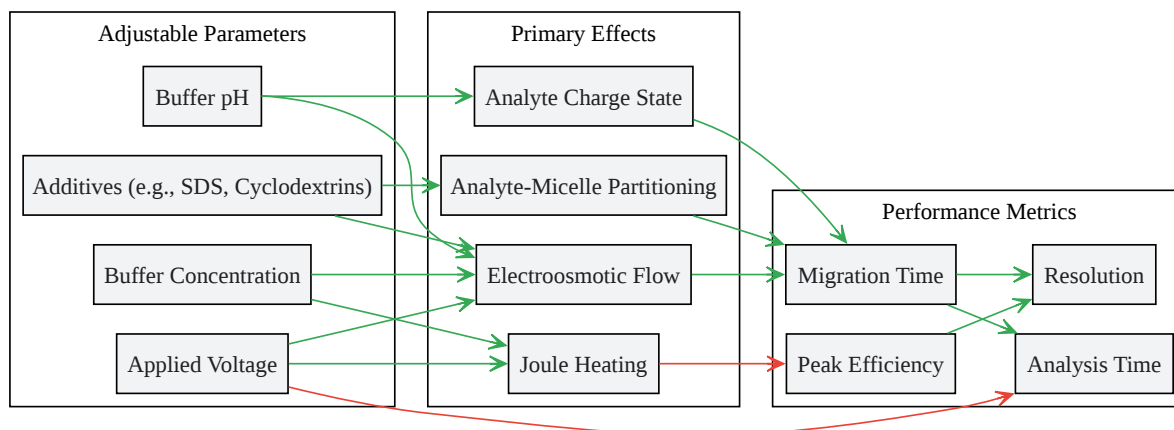 Adjustable Parameters
Buffer pH
Additives (e.g., SDS, Cyclodextrins)
Buffer Concentration
Applied Voltage
Primary Effects
Analyte Charge State
Analyte-Micelle Partitioning
Electroosmotic Flow
Joule Heating
Performance Metrics
Migration Time
Resolution
Peak Efficiency
Analysis Time